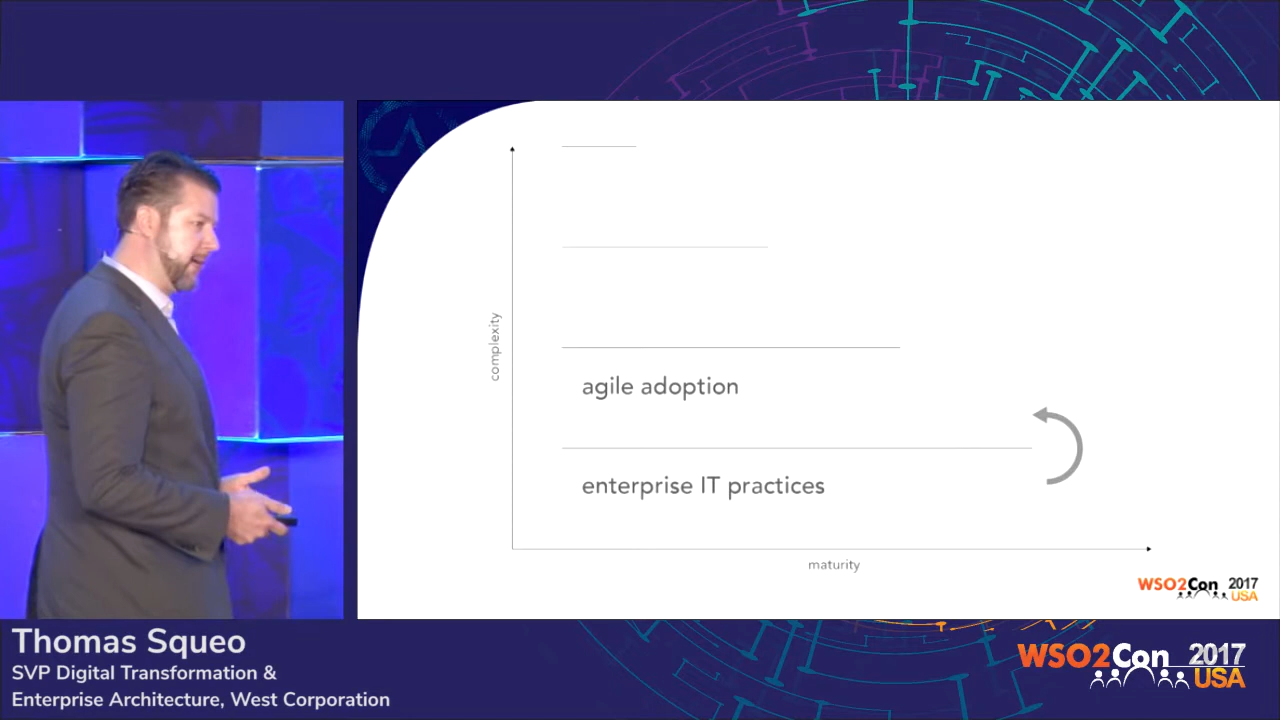 complexity
agile adoption
enterprise IT practices
maturity
WSO2Con 2017
USA
Thomas Squeo
SVP Digital Transformation &
Enterprise Architecture, West Corporation
WSO2Con 2017
USA